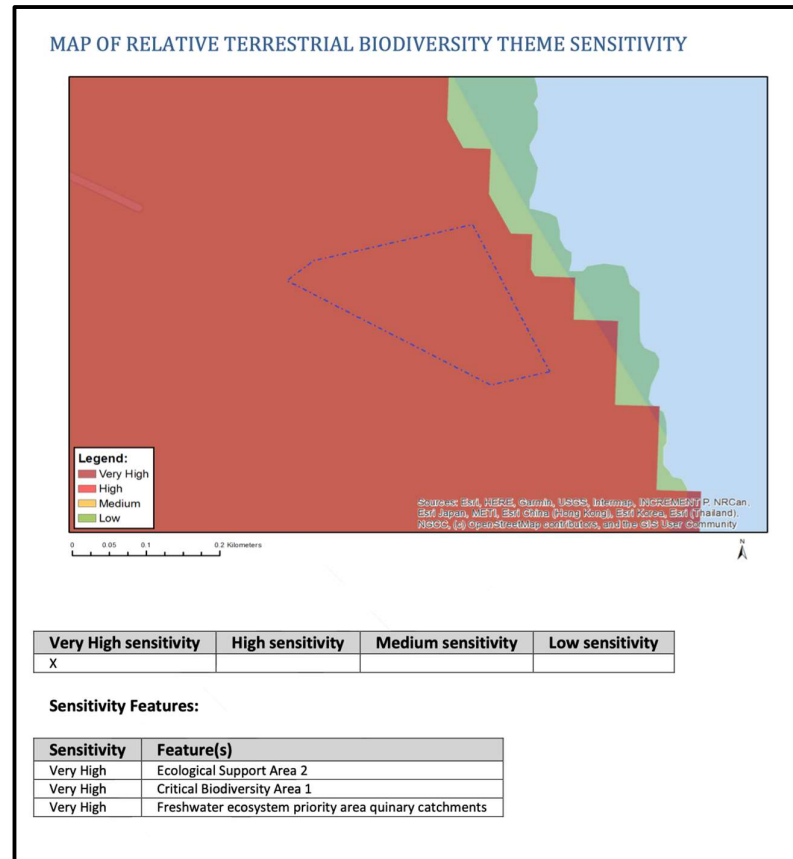 MAP OF RELATIVE TERRESTRIAL BIODIVERSITY THEME SENSITIVITY
Legend:
Very High
High
Medium
Low
Sources: Esri, HERE, Garmin, USGS, Intermap, INCREMENT P, NRCan,
Esri Japan, METI, Esri China (Hong Kong), Esri Korea, Esri (Thailand),
NGCC, (c) OpenStreetMap contributors, and the GIS User Community
0 0.05 0.1 0.2 Kilometers
N
Very High sensitivity High sensitivity Medium sensitivity Low sensitivity
X
Sensitivity Features:
Sensitivity Feature(s)
Very High Ecological Support Area 2
Very High Critical Biodiversity Area 1
Very High Freshwater ecosystem priority area quinary catchments